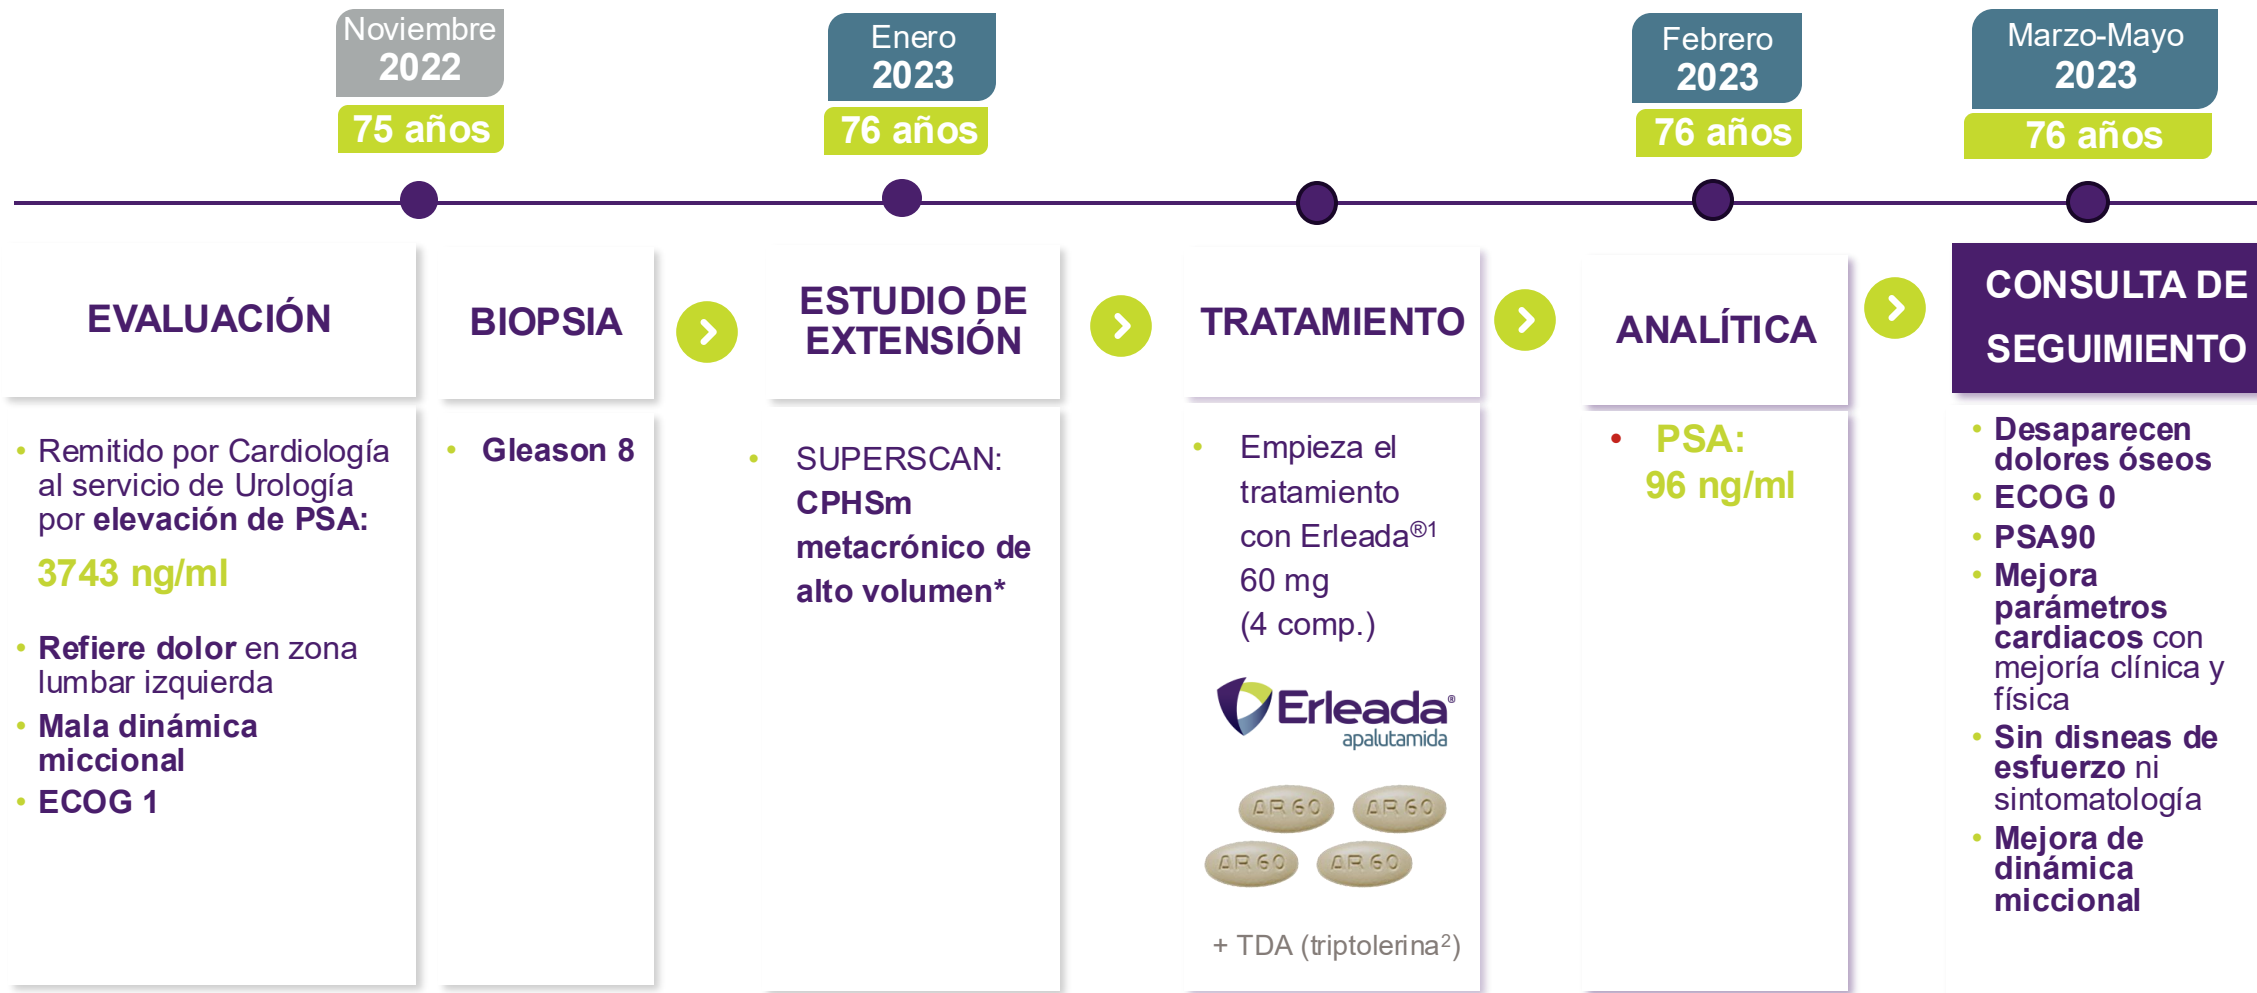 Noviembre
2022
75 años
Enero
2023
76 años
Febrero
2023
76 años
Marzo-Mayo
2023
76 años
EVALUACIÓN
• Remitido por Cardiología
al servicio de Urología
por elevación de PSA:
3743 ng/ml
• Refiere dolor en zona
lumbar izquierda
• Mala dinámica
miccional
• ECOG 1
BIOPSIA
• Gleason 8
ESTUDIO DE
EXTENSIÓN
• SUPERSCAN:
CPHSm
metacrónico de
alto volumen*
TRATAMIENTO
• Empieza el
tratamiento
con Erleada®1
60 mg
(4 comp.)
Erleada®
apalutamida
AR 60 AR 60
AR 60 AR 60
+ TDA (triptolerina2)
ANALÍTICA
• PSA:
96 ng/ml
CONSULTA DE
SEGUIMIENTO
• Desaparecen
dolores óseos
• ECOG 0
• PSA90
• Mejora
parámetros
cardiacos con
mejoría clínica y
física
• Sin disneas de
esfuerzo ni
sintomatología
• Mejora de
dinámica
miccional